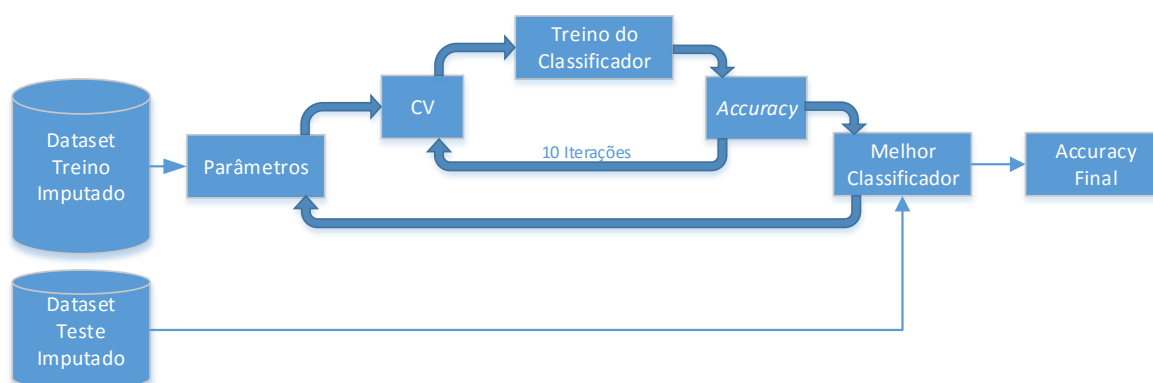 Dataset
Treino
Imputado
Parâmetros
CV
Treino do
Classificador
Accuracy
10 Iterações
Melhor
Classificador
Accuracy
Final
Dataset
Teste
Imputado